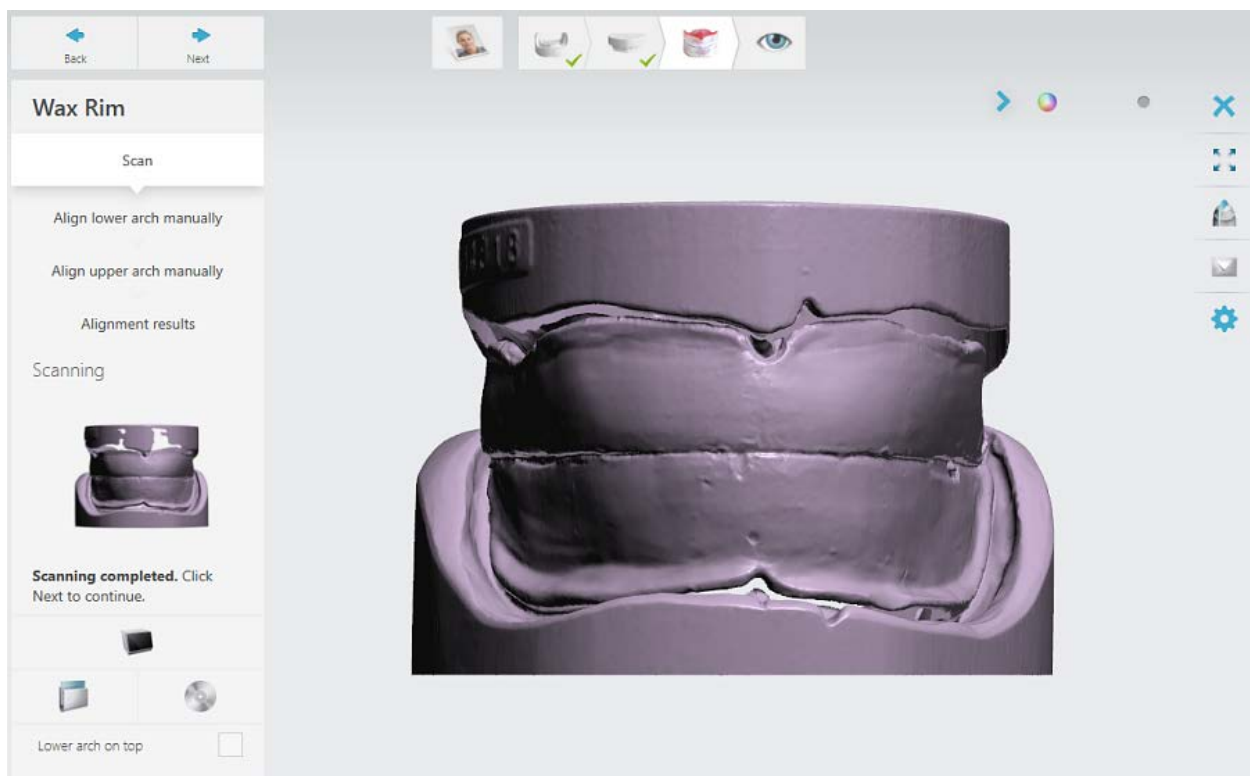 Back
Next
Wax Rim
Scan
Align lower arch manually
Align upper arch manually
Alignment results
Scanning
Scanning completed. Click
Next to continue.
Lower arch on top